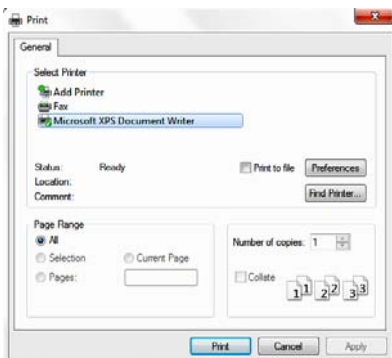 Print
General
Select Printer
Add Printer
Fax
Microsoft XPS Document Writer
Status: Ready
Print to file
Preferences
Location:
Comment:
Find Printer...
Page Range
All
Selection
Current Page
Pages:
Number of copies: 1
Collate
1 1 2 2 3 3
Print Cancel Apply